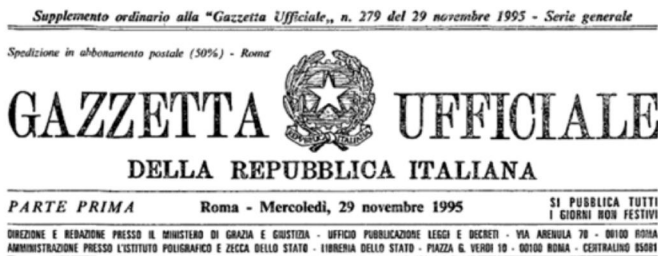 Supplemento ordinario alla "Gazzetta Ufficiale„ n. 279 del 29 novembre 1995 - Serie generale
Spedizione in abbonamento postale (50%) - Roma
GAZZETTA UFFICIALE
DELLA REPUBBLICA ITALIANA
PARTE PRIMA Roma - Mercoledì, 29 novembre 1995 SI PUBBLICA TUTTI
I GIORNI NON FESTIVI
DIREZIONE E REDAZIONE PRESSO IL MINISTERO DI GRAZIA E GIUSTIZIA - UFFICIO PUBBLICAZIONE LEGGI E DECRETI - VIA ARENULA 70 - 00100 ROMA
AMMINISTRAZIONE PRESSO L'ISTITUTO POLIGRAFICO E ZECCA DELLO STATO - LIBRERIA DELLO STATO - PIAZZA G. VERDI 10 - 00100 ROMA - CENTRALINO 85081